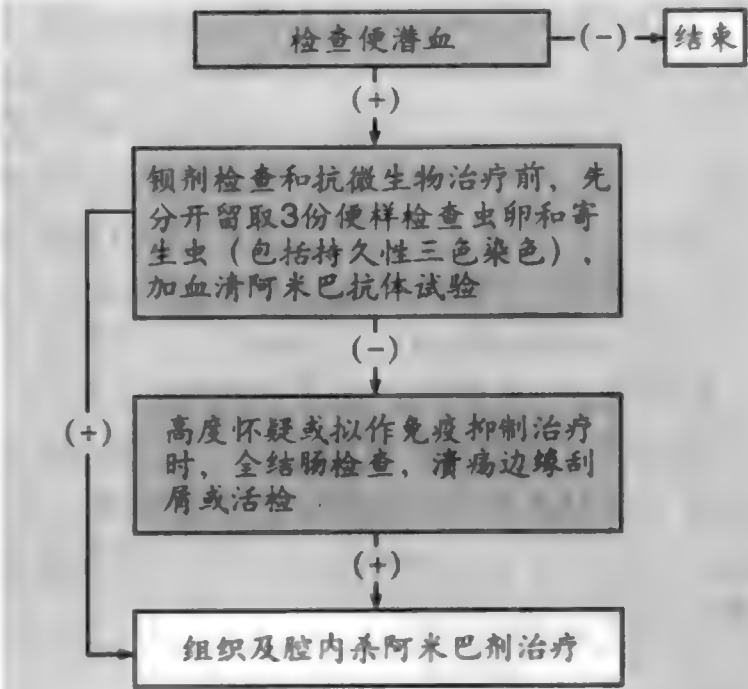 检查便潜血
(-)
结束
(+)
钡剂检查和抗微生物治疗前，先
分开留取3份便样检查虫卵和寄
生虫（包括持久性三色染色），
加血清阿米巴抗体试验
(-)
(+)
高度怀疑或拟作免疫抑制治疗
时，全结肠检查，溃疡边缘刮
屑或活检
(+)
组织及腔内杀阿米巴剂治疗